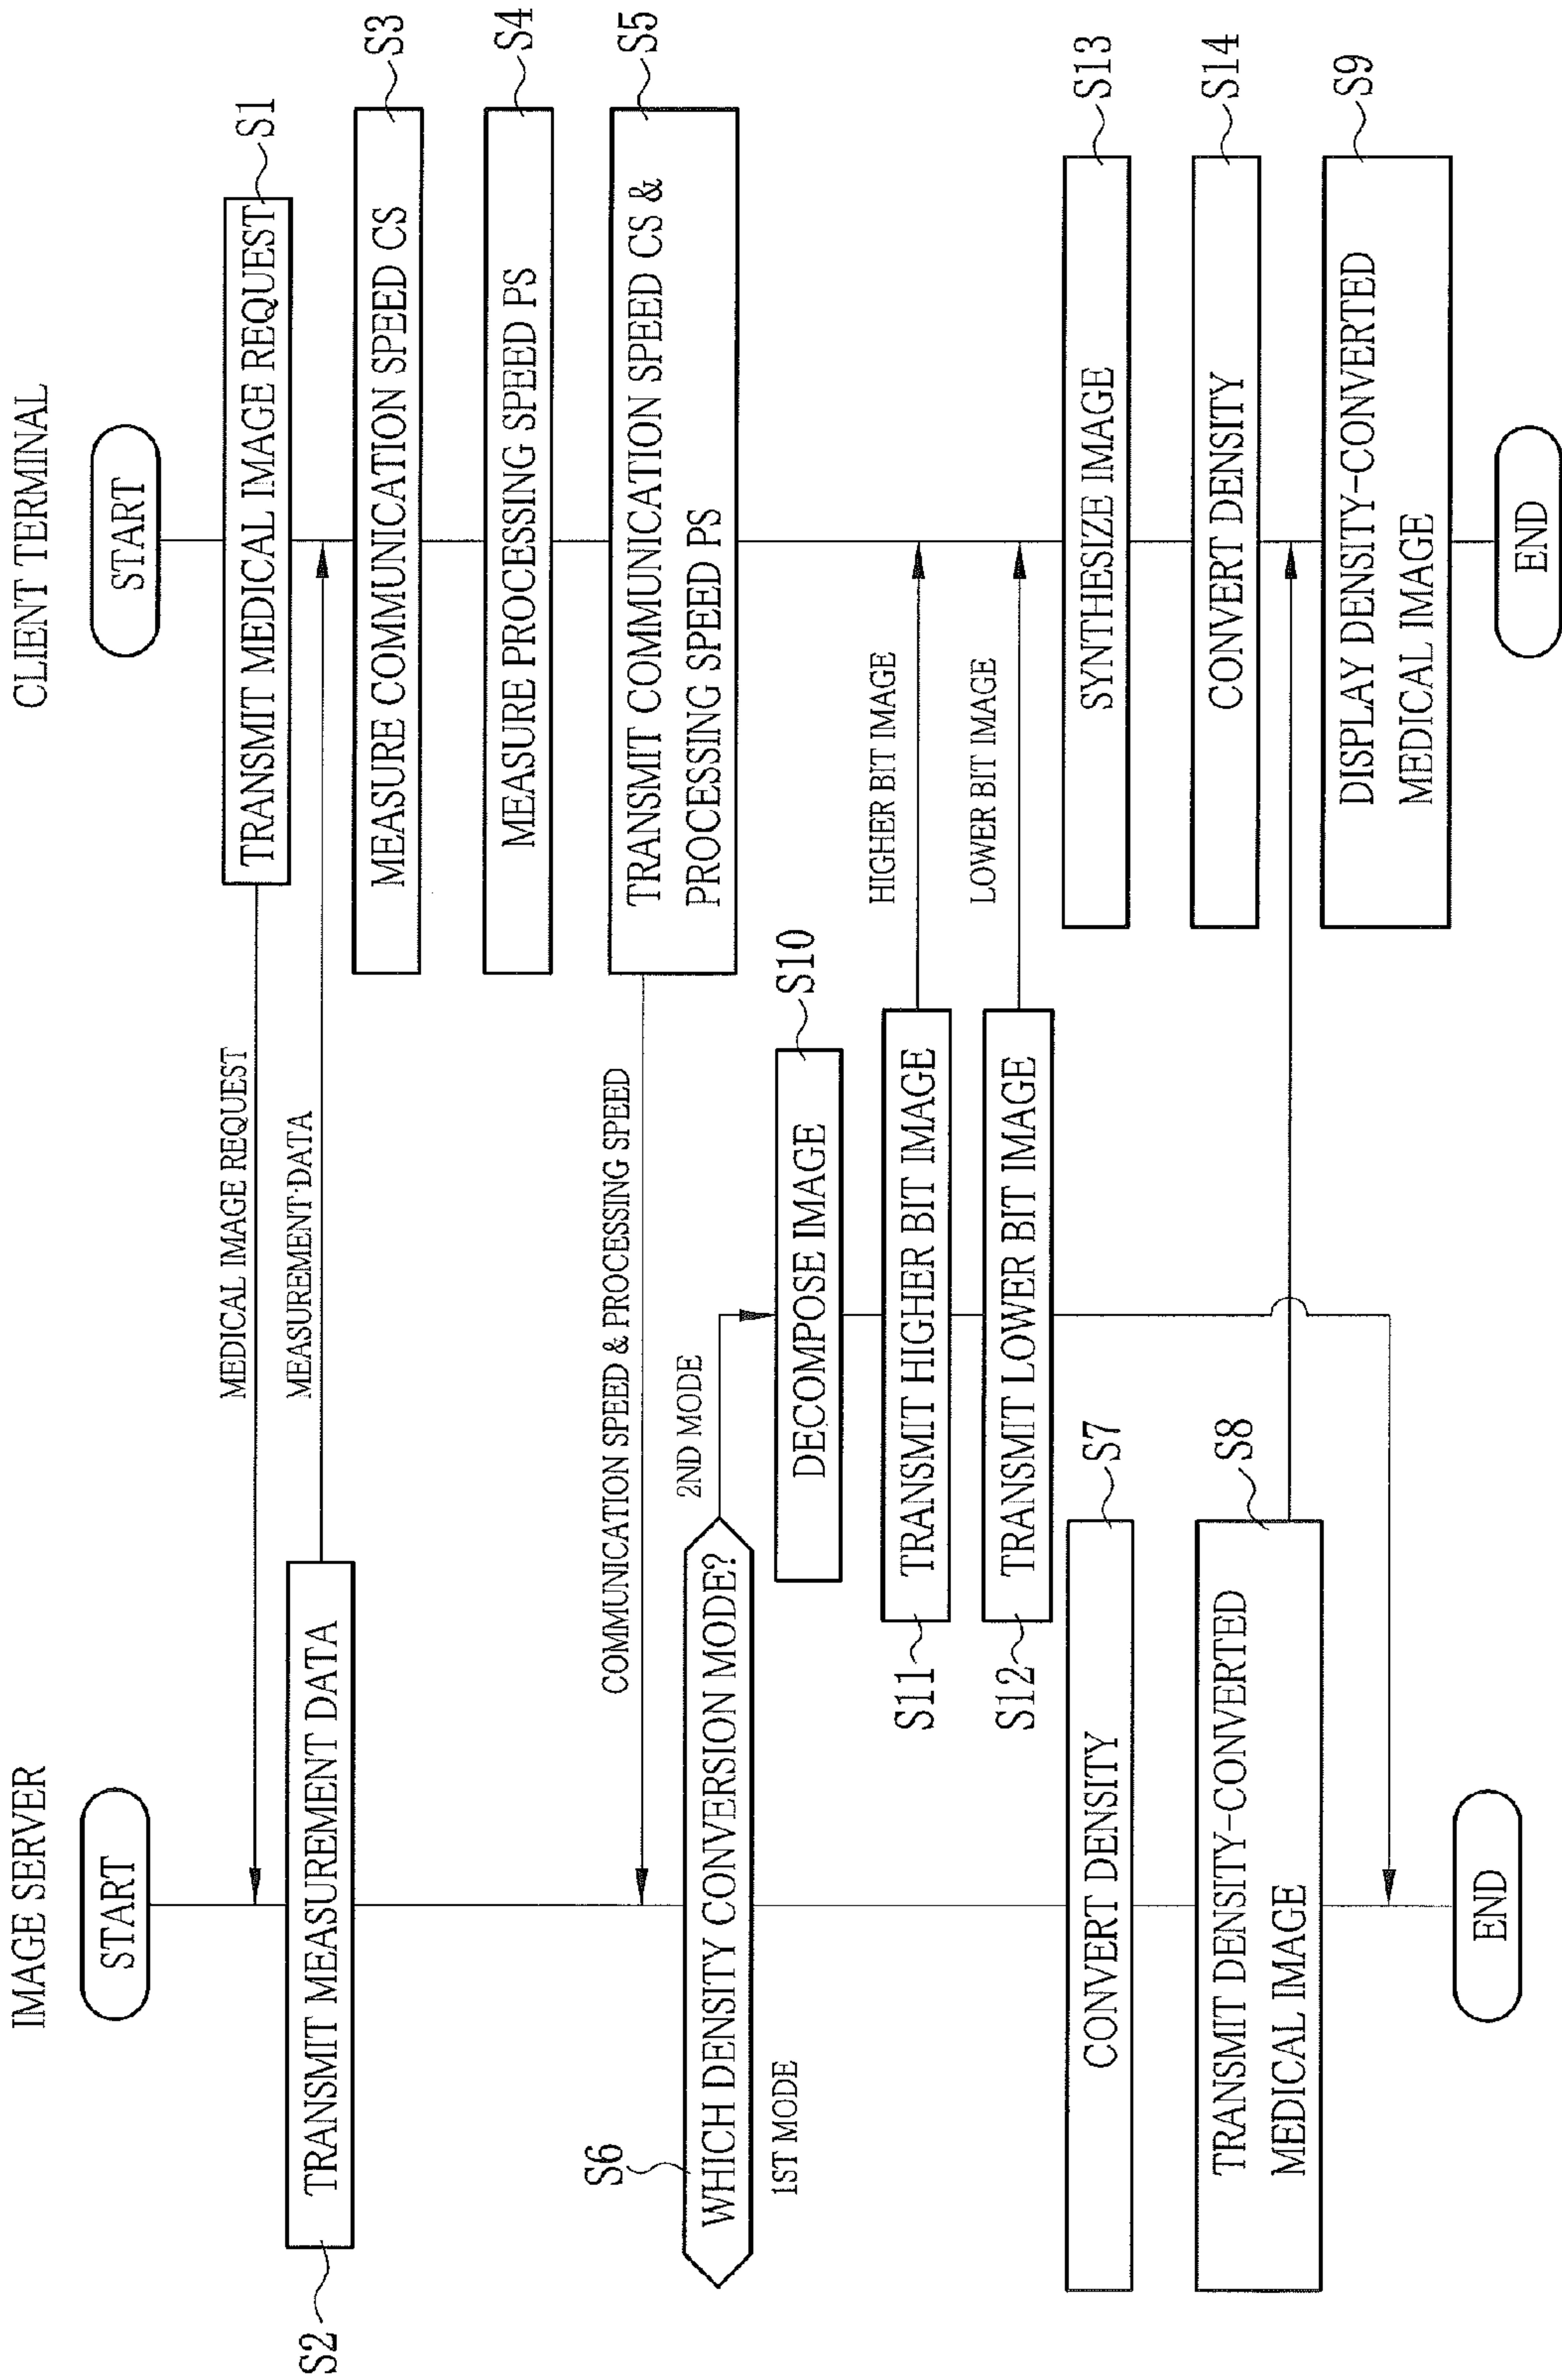 IMAGE SERVER
CLIENT TERMINAL
START
START
TRANSMIT MEDICAL IMAGE REQUEST
S1
MEDICAL IMAGE REQUEST
S2
TRANSMIT MEASUREMENT DATA
MEASUREMENT DATA
MEASURE COMMUNICATION SPEED CS
S3
MEASURE PROCESSING SPEED PS
S4
TRANSMIT COMMUNICATION SPEED CS &
PROCESSING SPEED PS
S5
COMMUNICATION SPEED & PROCESSING SPEED
S6
WHICH DENSITY CONVERSION MODE?
2ND MODE
1ST MODE
DECOMPOSE IMAGE
S10
S11
TRANSMIT HIGHER BIT IMAGE
HIGHER BIT IMAGE
S12
TRANSMIT LOWER BIT IMAGE
LOWER BIT IMAGE
CONVERT DENSITY
S7
SYNTHESIZE IMAGE
S13
TRANSMIT DENSITY-CONVERTED
MEDICAL IMAGE
S8
CONVERT DENSITY
S14
DISPLAY DENSITY-CONVERTED
MEDICAL IMAGE
S9
END
END